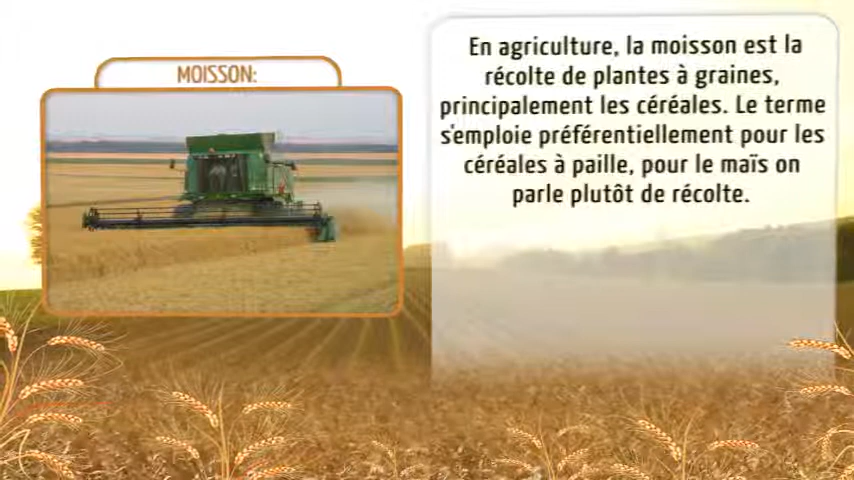 MOISSON:
En agriculture, la moisson est la
récolte de plantes à graines,
principalement les céréales. Le terme
s'emploie préférentiellement pour les
céréales à paille, pour le maïs on
parle plutôt de récolte.